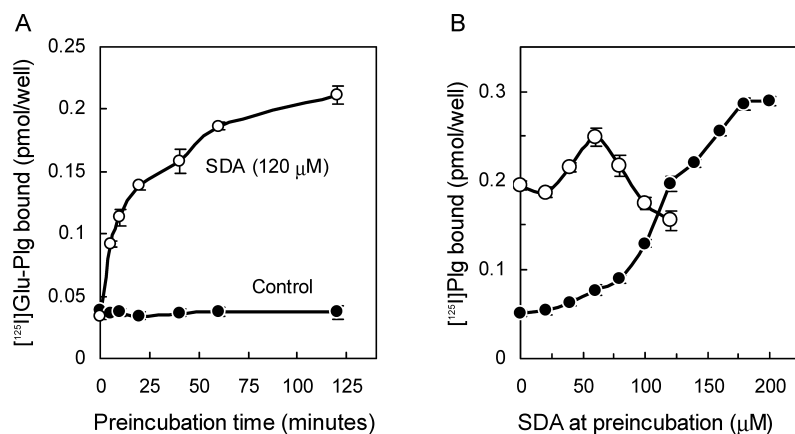 A
[125I]Glu-Plg bound (pmol/well)
0.25
0.2
0.15
0.1
0.05
0
SDA (120 µM)
Control
0 25 50 75 100 125
Preincubation time (minutes)
B
[125I]Plg bound (pmol/well)
0.3
0.2
0.1
0
0 50 100 150 200
SDA at preincubation (µM)